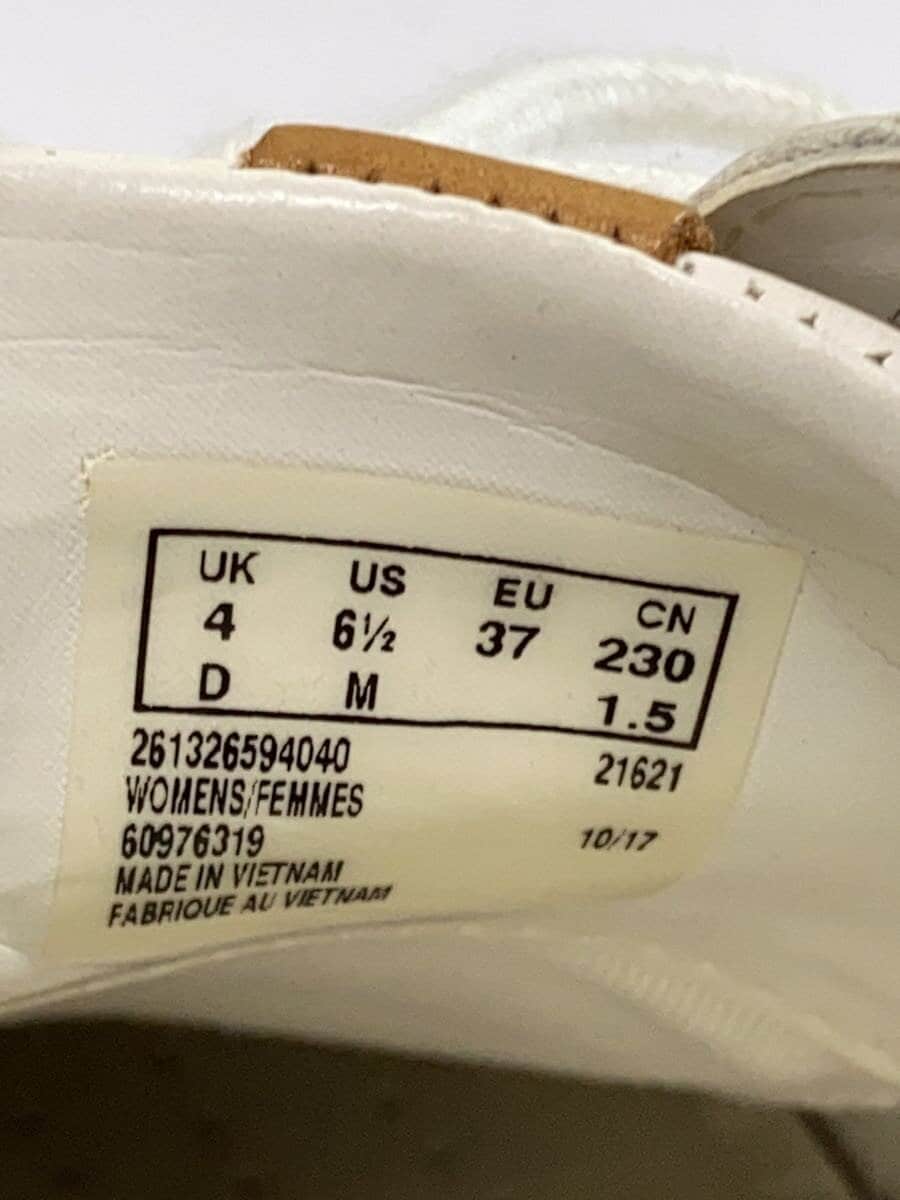 UK US EU CN
4 6½ 37 230
D M 1.5
261326594040 21621
WOMENS/FEMMES
60976319 10/17
MADE IN VIETNAM
FABRIQUE AU VIETNAM